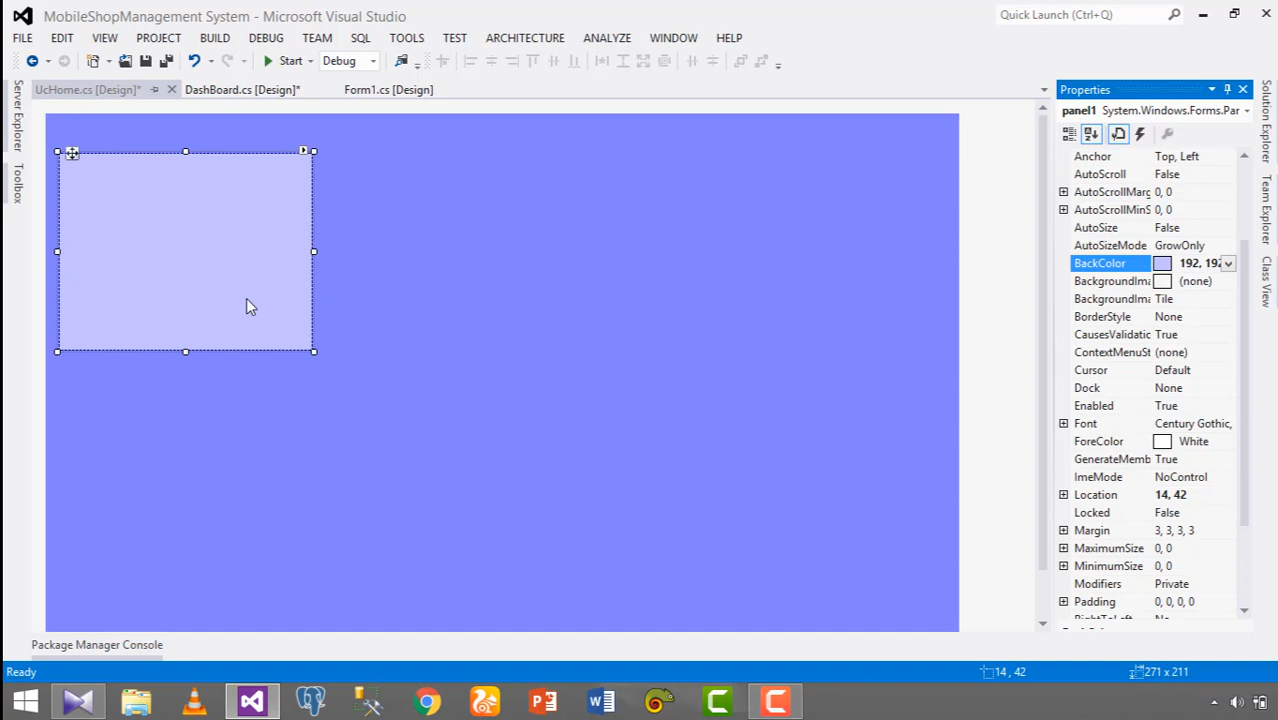 MobileShopManagement System - Microsoft Visual Studio
Quick Launch (Ctrl+Q)
FILE EDIT VIEW PROJECT BUILD DEBUG TEAM SQL TOOLS TEST ARCHITECTURE ANALYZE WINDOW HELP
Start Debug
UcHome.cs [Design]* DashBoard.cs [Design]* Form1.cs [Design]
Server Explorer
Toolbox
Properties
panel1 System.Windows.Forms.Par
Anchor Top, Left
AutoScroll False
AutoScrollMarg 0, 0
AutoScrollMinS 0, 0
AutoSize False
AutoSizeMode GrowOnly
BackColor 192, 192
BackgroundIma (none)
BackgroundIma Tile
BorderStyle None
CausesValidatic True
ContextMenuSt (none)
Cursor Default
Dock None
Enabled True
Font Century Gothic,
ForeColor White
GenerateMemb True
ImeMode NoControl
Location 14, 42
Locked False
Margin 3, 3, 3, 3
MaximumSize 0, 0
MinimumSize 0, 0
Modifiers Private
Padding 0, 0, 0, 0
Solution Explorer
Team Explorer
Class View
Package Manager Console
Ready 14, 42 271 x 211